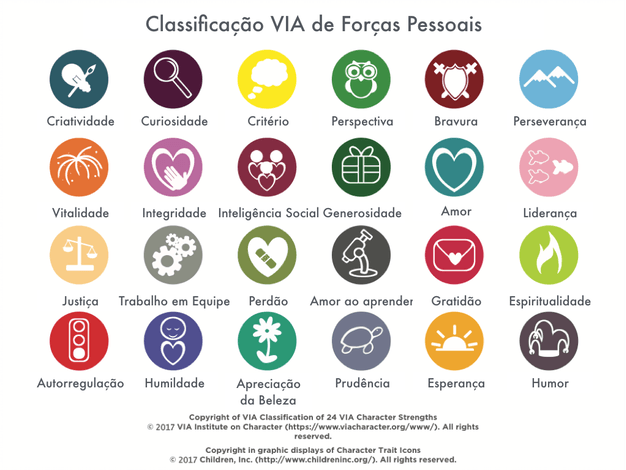 Classificação VIA de Forças Pessoais
Criatividade Curiosidade Critério Perspectiva Bravura Perseverança
Vitalidade Integridade Inteligência Social Generosidade Amor Liderança
Justiça Trabalho em Equipe Perdão Amor ao aprender Gratidão Espiritualidade
Autorregulação Humildade Apreciação Prudência Esperança Humor
da Beleza
Copyright of VIA Classification of 24 VIA Character Strengths
© 2017 VIA Institute on Character (https://www.viacharacter.org/www/). All rights
reserved.
Copyright in graphic displays of Character Trait Icons
© 2017 Children, Inc. (http://www.childreninc.org/). All rights reserved.